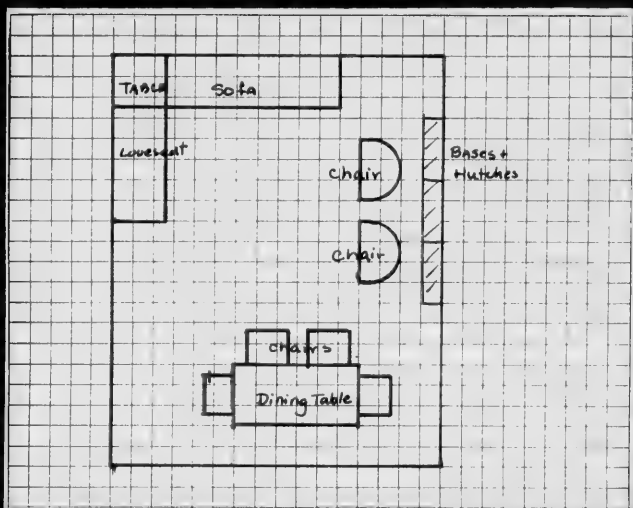 TABLE
Sofa
Loveseat
Bases +
Hutches
Chair
Chair
Chairs
Dining Table